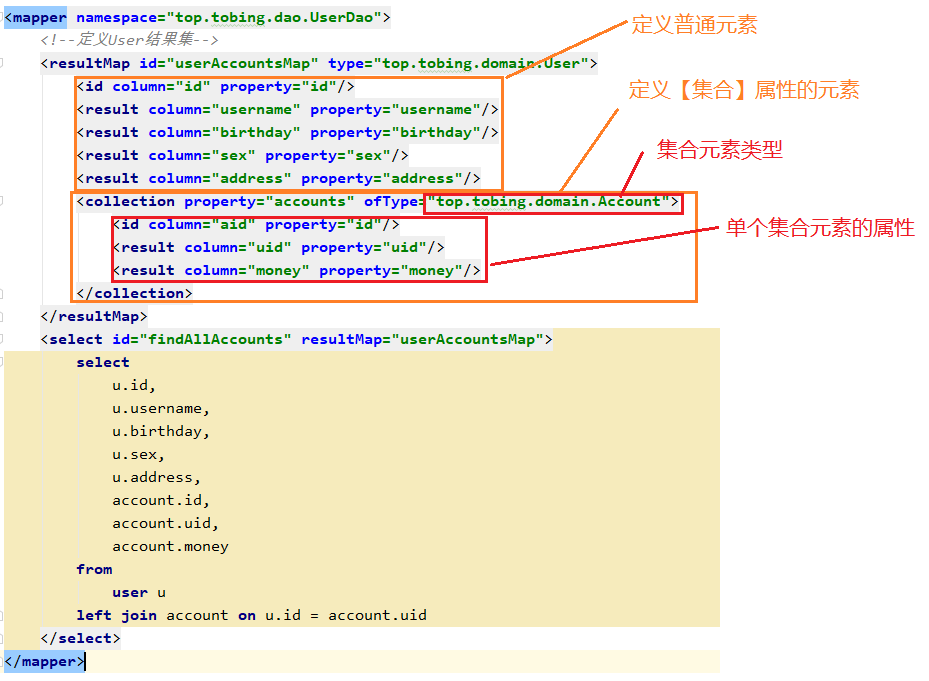 <mapper namespace="top.tobing.dao.UserDao">
定义普通元素
<!--定义User结果集-->
<resultMap id="userAccountsMap" type="top.tobing.domain.User">
<id column="id" property="id"/>
定义【集合】属性的元素
<result column="username" property="username"/>
<result column="birthday" property="birthday"/>
<result column="sex" property="sex"/>
集合元素类型
<result column="address" property="address"/>
<collection property="accounts" ofType="top.tobing.domain.Account">
<id column="aid" property="id"/>
单个集合元素的属性
<result column="uid" property="uid"/>
<result column="money" property="money"/>
</collection>
</resultMap>
<select id="findAllAccounts" resultMap="userAccountsMap">
select
u.id,
u.username,
u.birthday,
u.sex,
u.address,
account.id,
account.uid,
account.money
from
user u
left join account on u.id = account.uid
</select>
</mapper>